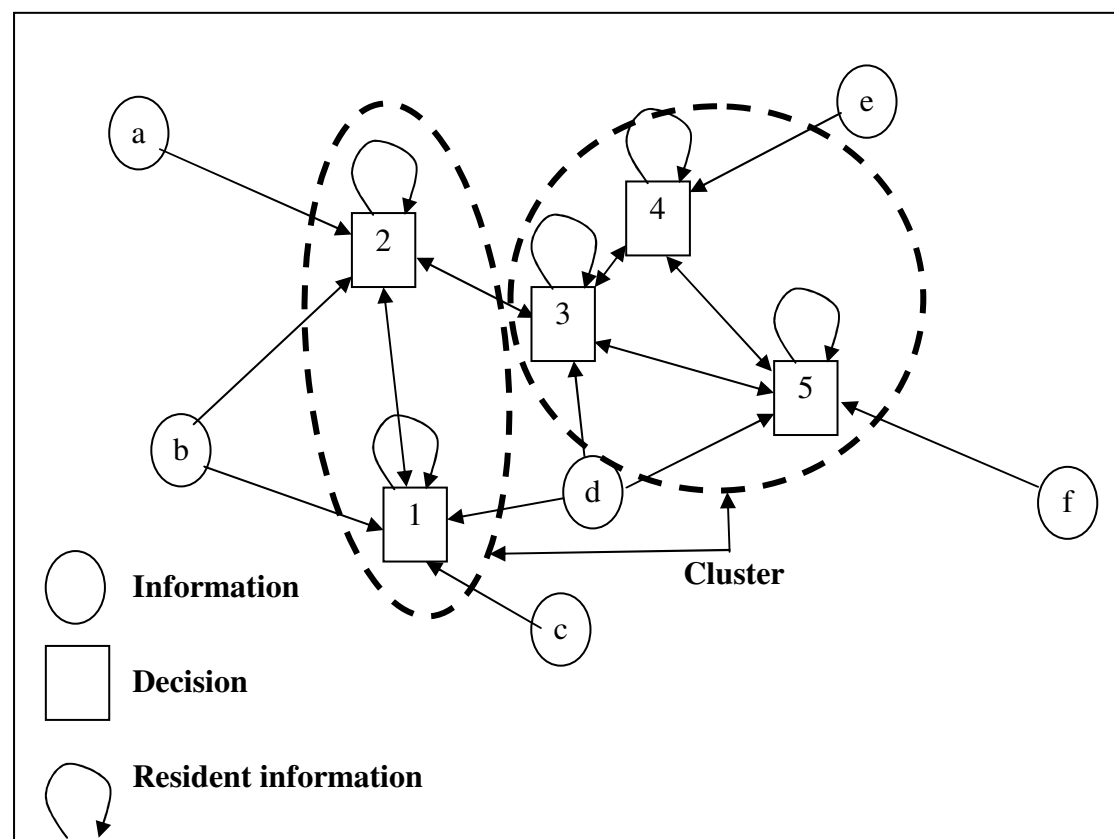 e
a
4
2
3
5
b
d
1
f
Cluster
Information
c
Decision
Resident information